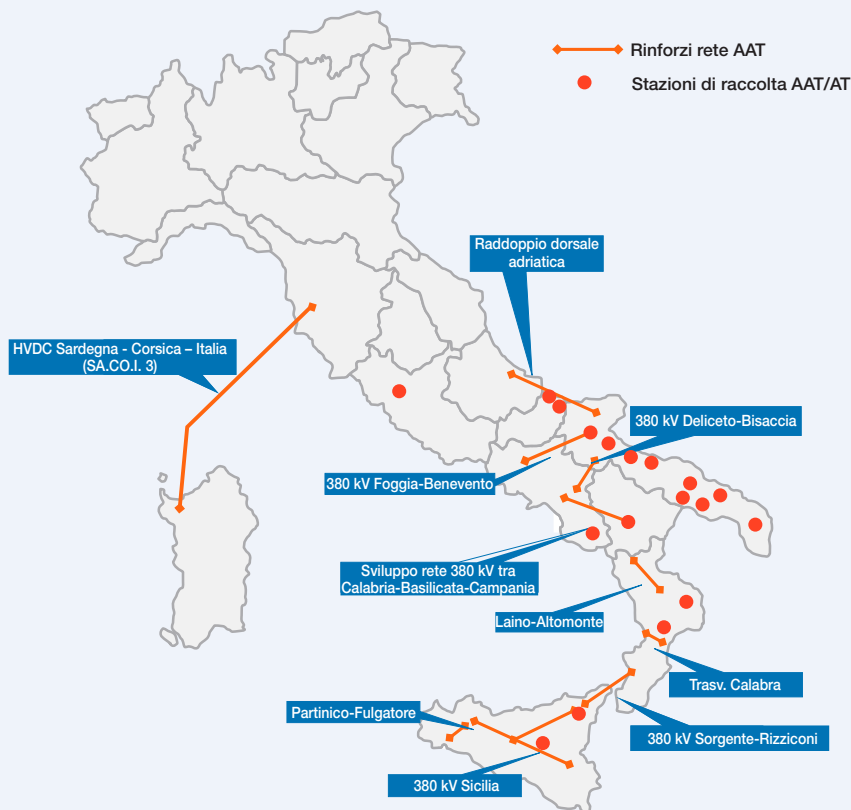 Rinforzi rete AAT
Stazioni di raccolta AAT/AT
Raddoppio dorsale
adriatica
HVDC Sardegna - Corsica – Italia
(SA.CO.I. 3)
380 kV Deliceto-Bisaccia
380 kV Foggia-Benevento
Sviluppo rete 380 kV tra
Calabria-Basilicata-Campania
Laino-Altomonte
Trasv. Calabra
Partinico-Fulgatore
380 kV Sorgente-Rizziconi
380 kV Sicilia